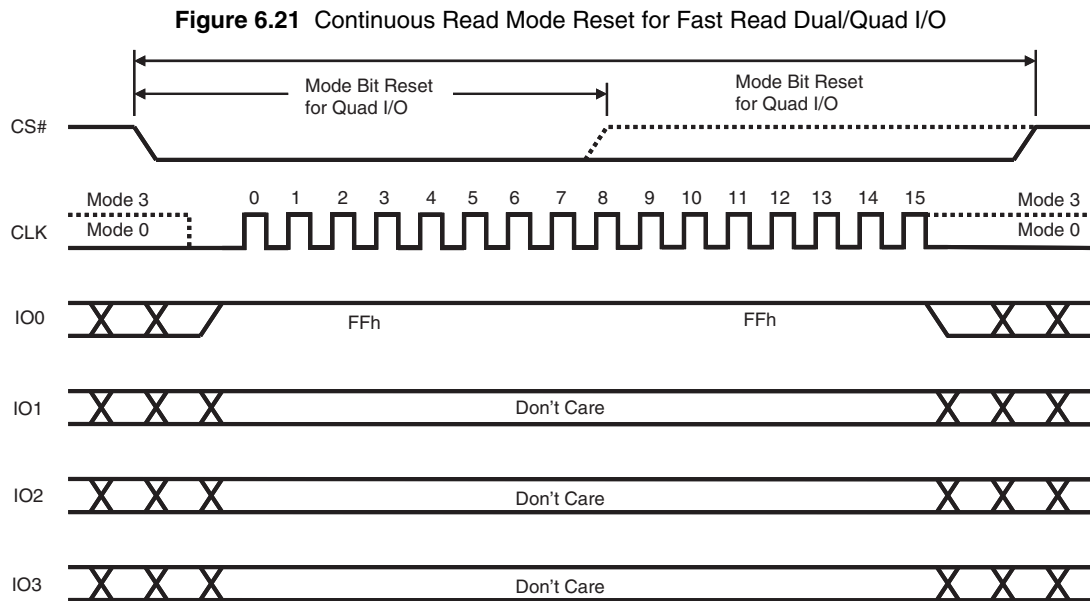 Figure 6.21 Continuous Read Mode Reset for Fast Read Dual/Quad I/O
Mode Bit Reset
for Quad I/O
Mode Bit Reset
for Quad I/O
CS#
Mode 3
Mode 0
0 1 2 3 4 5 6 7 8 9 10 11 12 13 14 15
Mode 3
Mode 0
CLK
IO0
FFh
FFh
IO1
Don't Care
IO2
Don't Care
IO3
Don't Care